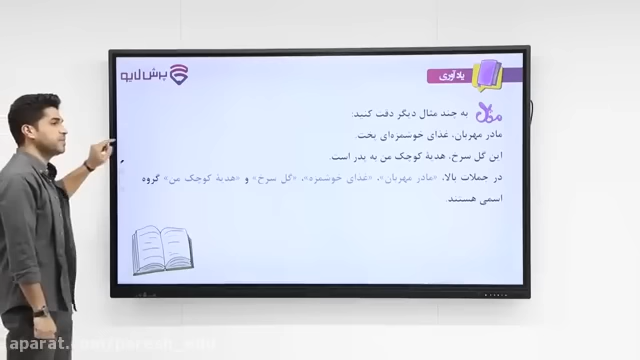 برش لایو
یادآوری
مثال به چند مثال دیگر دقت کنید:
مادر مهربان، غذای خوشمزه‌ای پخت.
این گل سرخ، هدیهٔ کوچک من به پدر است.
در جملات بالا، «مادر مهربان»، «غذای خوشمزه»، «گل سرخ» و «هدیهٔ کوچک من» گروه
اسمی هستند.